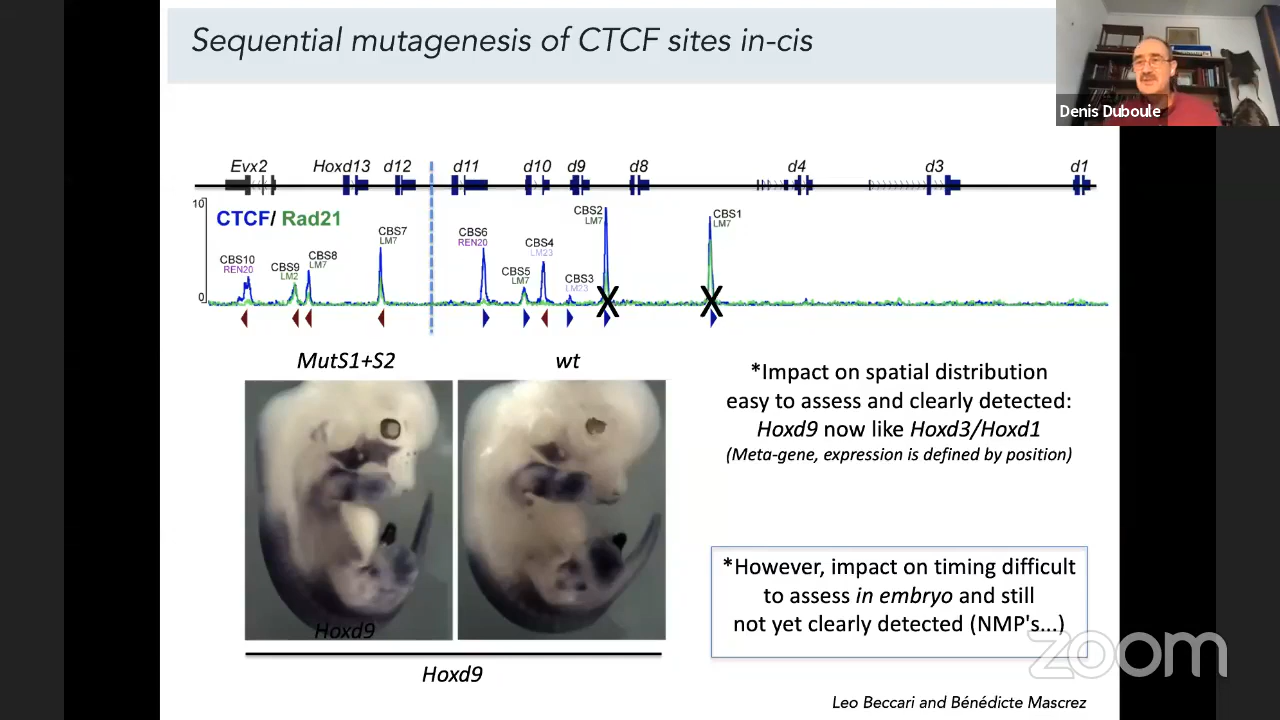 Sequential mutagenesis of CTCF sites in-cis
Denis Duboule
Evx2 Hoxd13 d12 d11 d10 d9 d8 d4 d3 d1
10
CTCF/ Rad21
0
CBS10
REN20
CBS9
LM2
CBS8
LM7
CBS7
LM7
CBS6
REN20
CBS5
LM7
CBS4
LM23
CBS3
LM23
CBS2
LM7
CBS1
LM7
X X
MutS1+S2 wt
Hoxd9
Hoxd9
*Impact on spatial distribution
easy to assess and clearly detected:
Hoxd9 now like Hoxd3/Hoxd1
(Meta-gene, expression is defined by position)
*However, impact on timing difficult
to assess in embryo and still
not yet clearly detected (NMP's...)
zoom
Leo Beccari and Bénédicte Mascrez